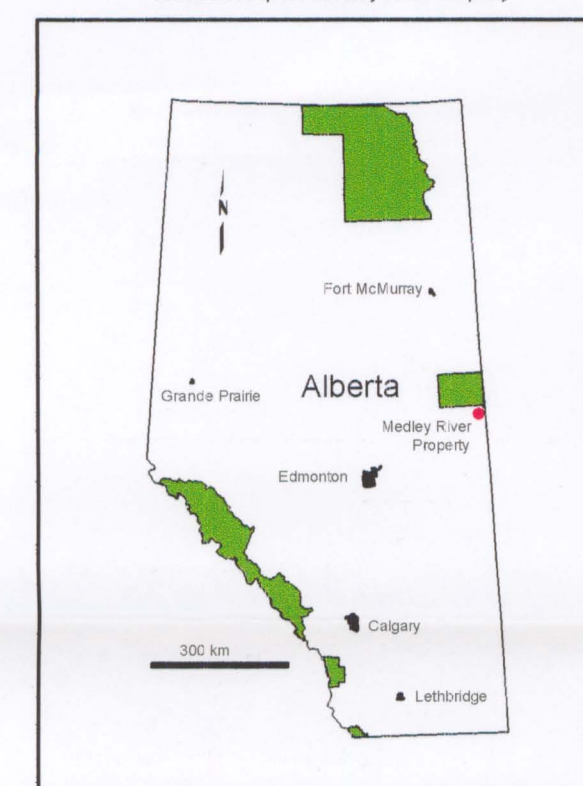 N
Fort McMurray
Grande Prairie
Alberta
Medley River
Property
Edmonton
Calgary
300 km
Lethbridge